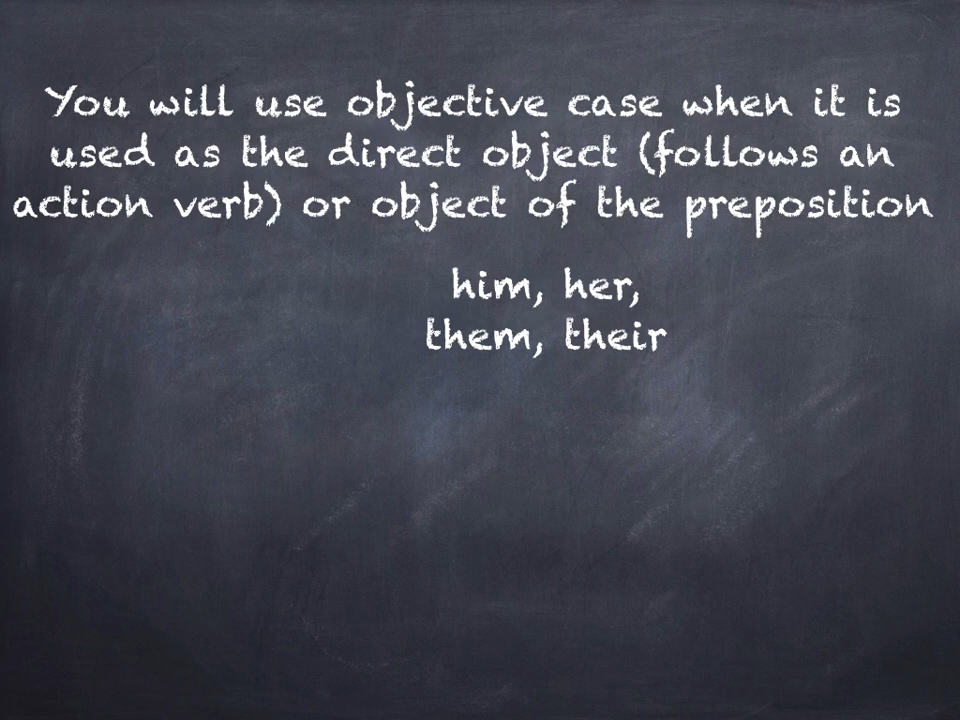 You will use objective case when it is
used as the direct object (follows an
action verb) or object of the preposition
him, her,
them, their